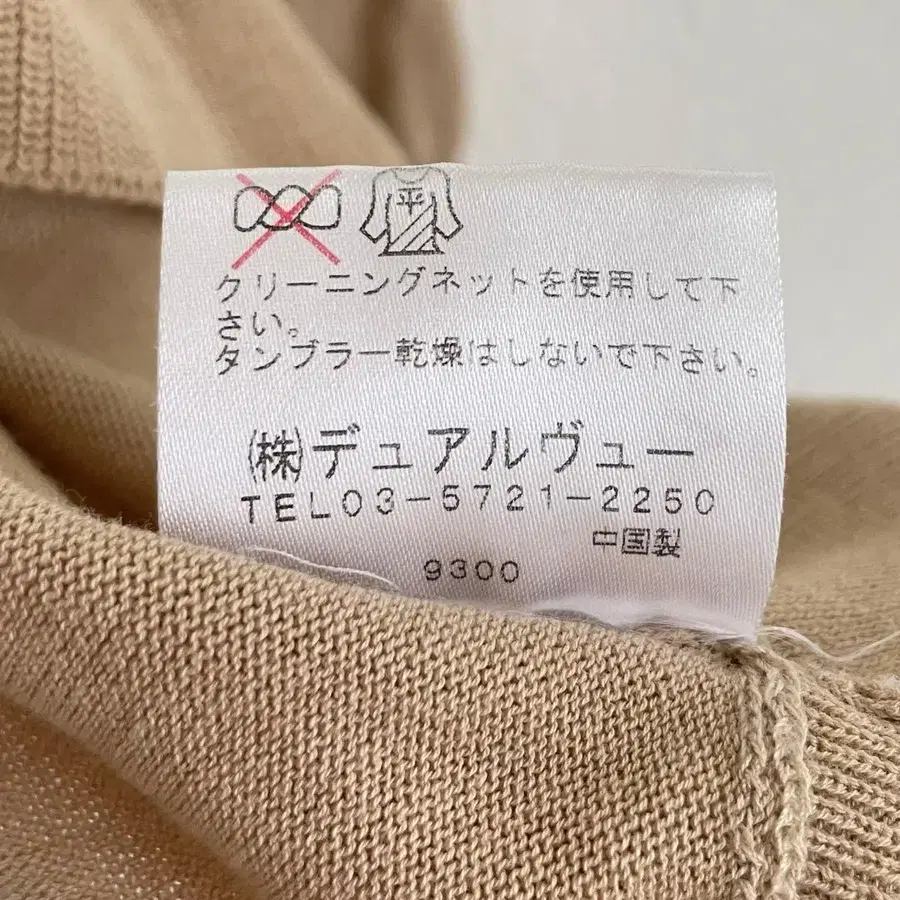 平
クリーニングネットを使用して下
さい。
タンブラー乾燥はしないで下さい。
㈱デュアルヴュー
TEL03-5721-2250
中国製
9300